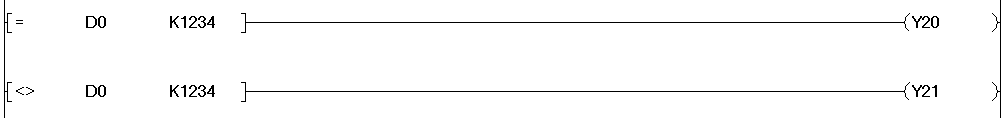 [ = D0 K1234 ] (Y20 )
[ <> D0 K1234 ] (Y21 )